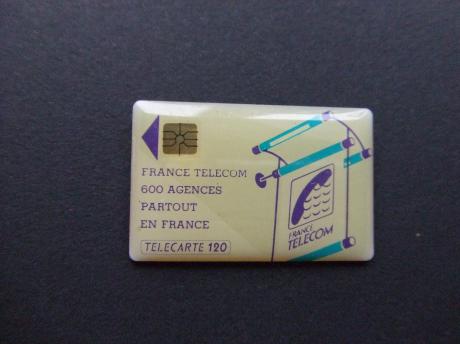 FRANCE TELECOM
600 AGENCES
PARTOUT
EN FRANCE
TELECARTE 120
FRANCE
TELECOM